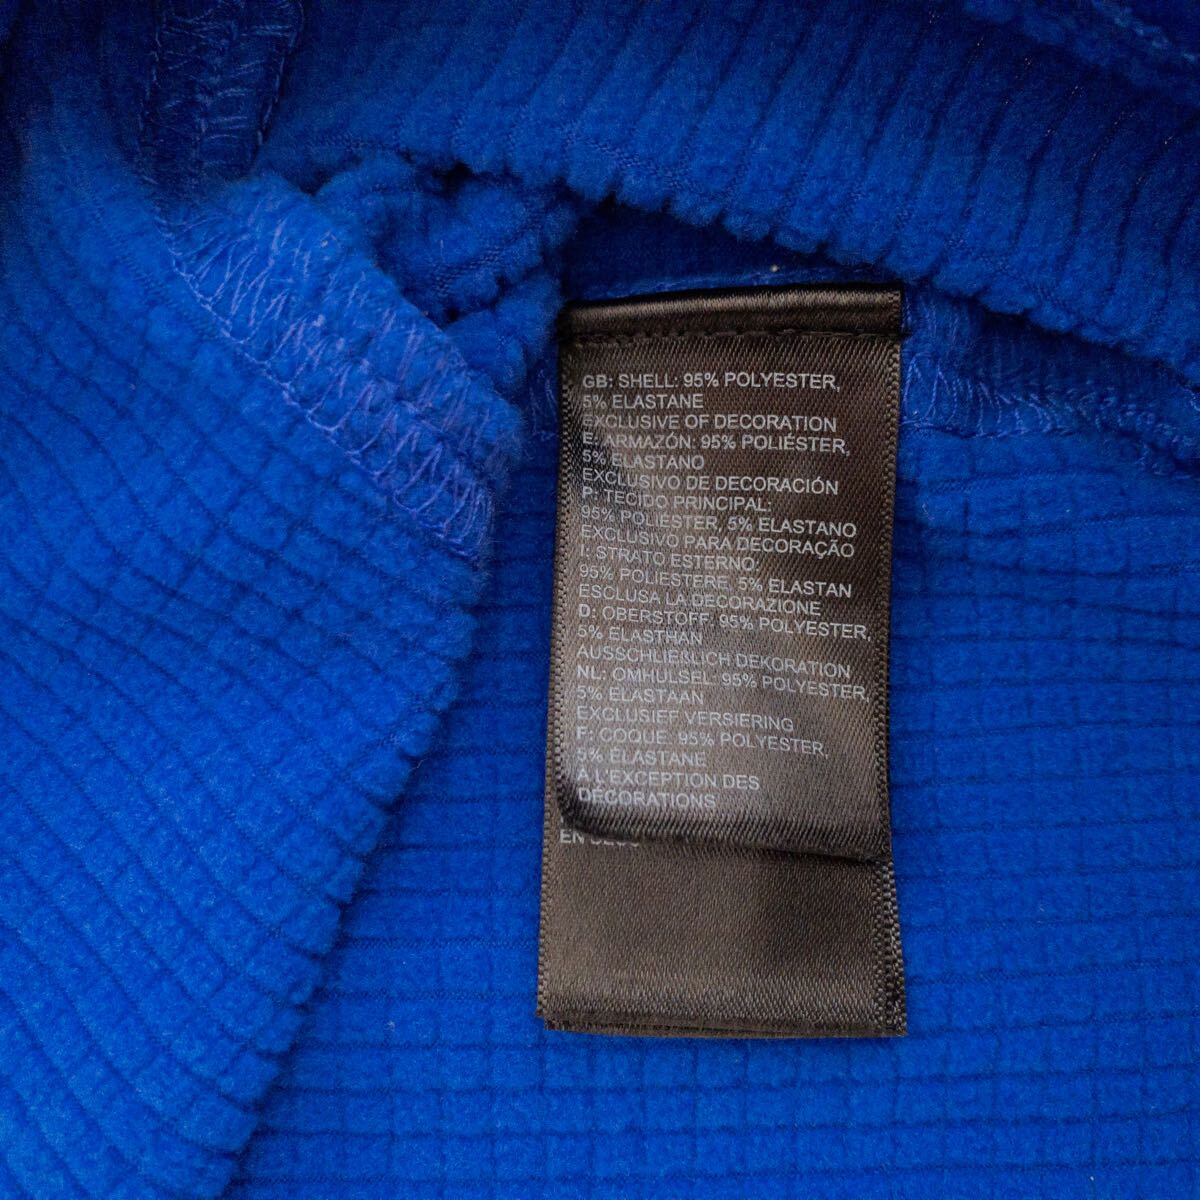 GB: SHELL: 95% POLYESTER,
5% ELASTANE
EXCLUSIVE OF DECORATION
E: ARMAZÓN: 95% POLIÉSTER,
5% ELASTANO
EXCLUSIVO DE DECORACIÓN
P: TECIDO PRINCIPAL:
95% POLIÉSTER, 5% ELASTANO
EXCLUSIVO PARA DECORAÇÃO
I: STRATO ESTERNO:
95% POLIESTERE, 5% ELASTAN
ESCLUSA LA DECORAZIONE
D: OBERSTOFF: 95% POLYESTER,
5% ELASTHAN
AUSSCHLIEßLICH DEKORATION
NL: OMHULSEL: 95% POLYESTER,
5% ELASTAAN
EXCLUSIEF VERSIERING
F: COQUE: 95% POLYESTER,
5% ELASTANE
À L'EXCEPTION DES
DÉCORATIONS
EN